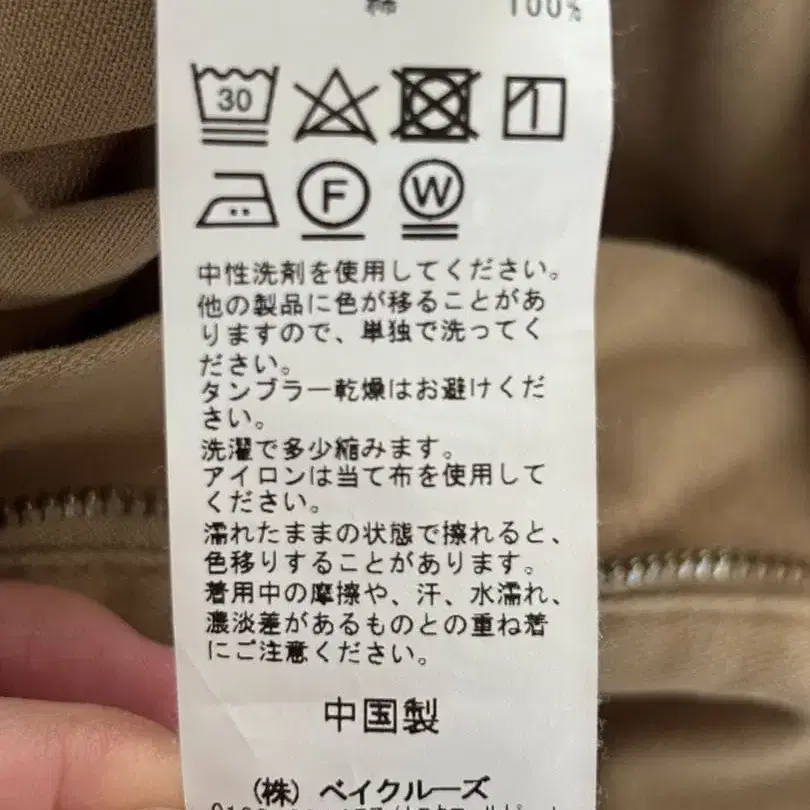 綿 100%
30
F W
中性洗剤を使用してください。
他の製品に色が移ることがあ
りますので、単独で洗ってく
ださい。
タンブラー乾燥はお避けくだ
さい。
洗濯で多少縮みます。
アイロンは当て布を使用して
ください。
濡れたままの状態で擦れると、
色移りすることがあります。
着用中の摩擦や、汗、水濡れ、
濃淡差があるものとの重ね着
にご注意ください。
中国製
(株) ベイクルーズ